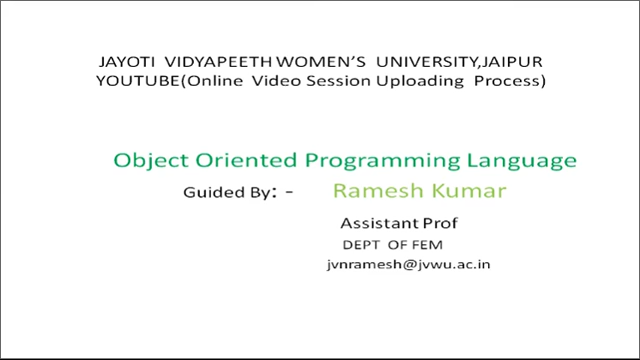 JAYOTI VIDYAPEETH WOMEN'S UNIVERSITY,JAIPUR
YOUTUBE(Online Video Session Uploading Process)
Object Oriented Programming Language
Guided By: - Ramesh Kumar
Assistant Prof
DEPT OF FEM
jvnramesh@jvwu.ac.in